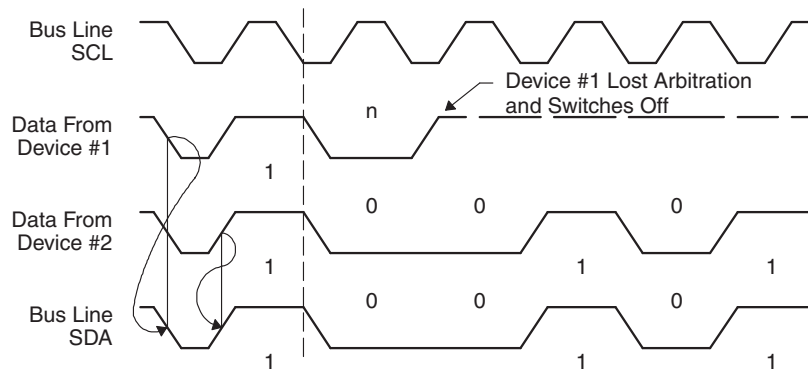 Bus Line
SCL
Device #1 Lost Arbitration
and Switches Off
n
Data From
Device #1
1
0 0 0
Data From
Device #2
1 1 1
0 0 0
Bus Line
SDA
1 1 1